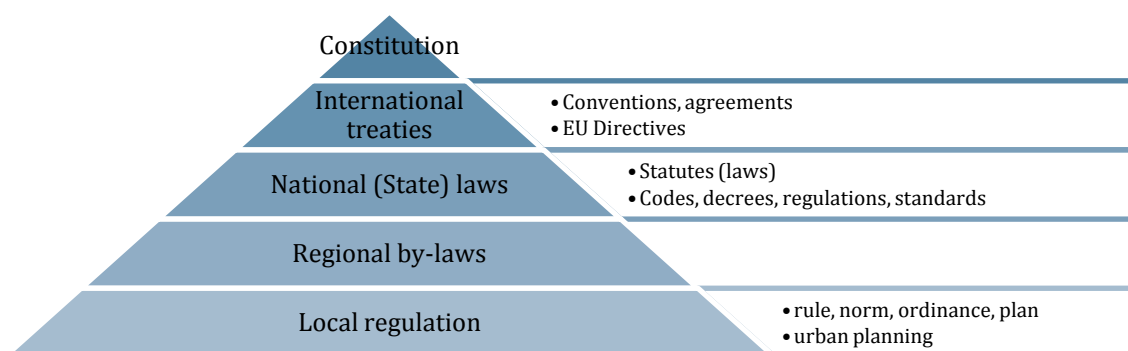 Constitution
International
treaties
• Conventions, agreements
• EU Directives
National (State) laws
• Statutes (laws)
• Codes, decrees, regulations, standards
Regional by-laws
Local regulation
• rule, norm, ordinance, plan
• urban planning